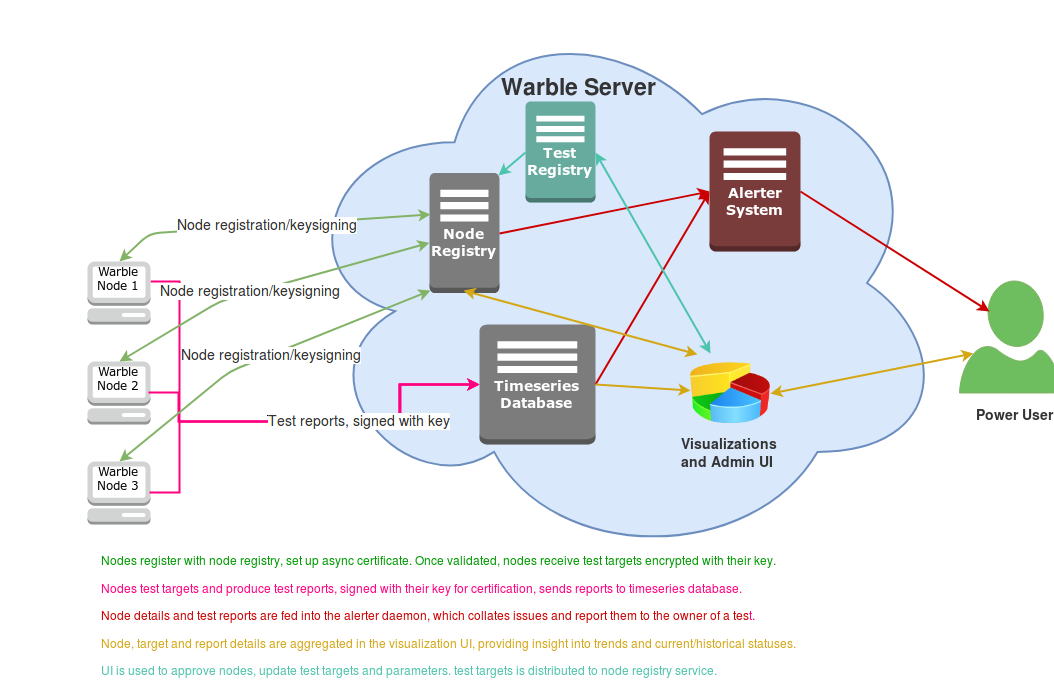 Warble Server
Test
Registry
Alerter
System
Node
Registry
Node registration/keysigning
Warble
Node 1
Node registration/keysigning
Node registration/keysigning
Warble
Node 2
Timeseries
Database
Test reports, signed with key
Power User
Visualizations
and Admin UI
Warble
Node 3
Nodes register with node registry, set up async certificate. Once validated, nodes receive test targets encrypted with their key.
Nodes test targets and produce test reports, signed with their key for certification, sends reports to timeseries database.
Node details and test reports are fed into the alerter daemon, which collates issues and report them to the owner of a test.
Node, target and report details are aggregated in the visualization UI, providing insight into trends and current/historical statuses.
UI is used to approve nodes, update test targets and parameters. test targets is distributed to node registry service.